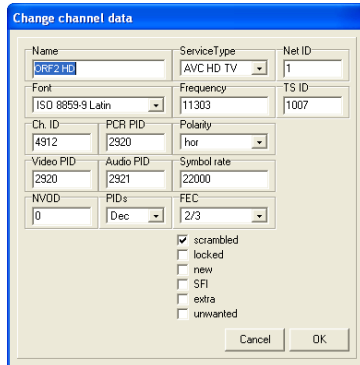 Change channel data
Name ServiceType Net ID
ORF2 HD AVC HD TV 1
Font Frequency TS ID
ISO 8859-9 Latin 11303 1007
Ch. ID PCR PID Polarity
4912 2920 hor
Video PID Audio PID Symbol rate
2920 2921 22000
NVOD PIDs FEC
0 Dec 2/3
scrambled
locked
new
SFI
extra
unwanted
Cancel OK